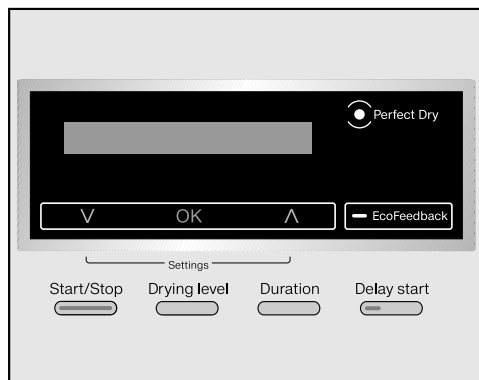 Perfect Dry
∨ OK ∧
EcoFeedback
Settings
Start/Stop Drying level Duration Delay start